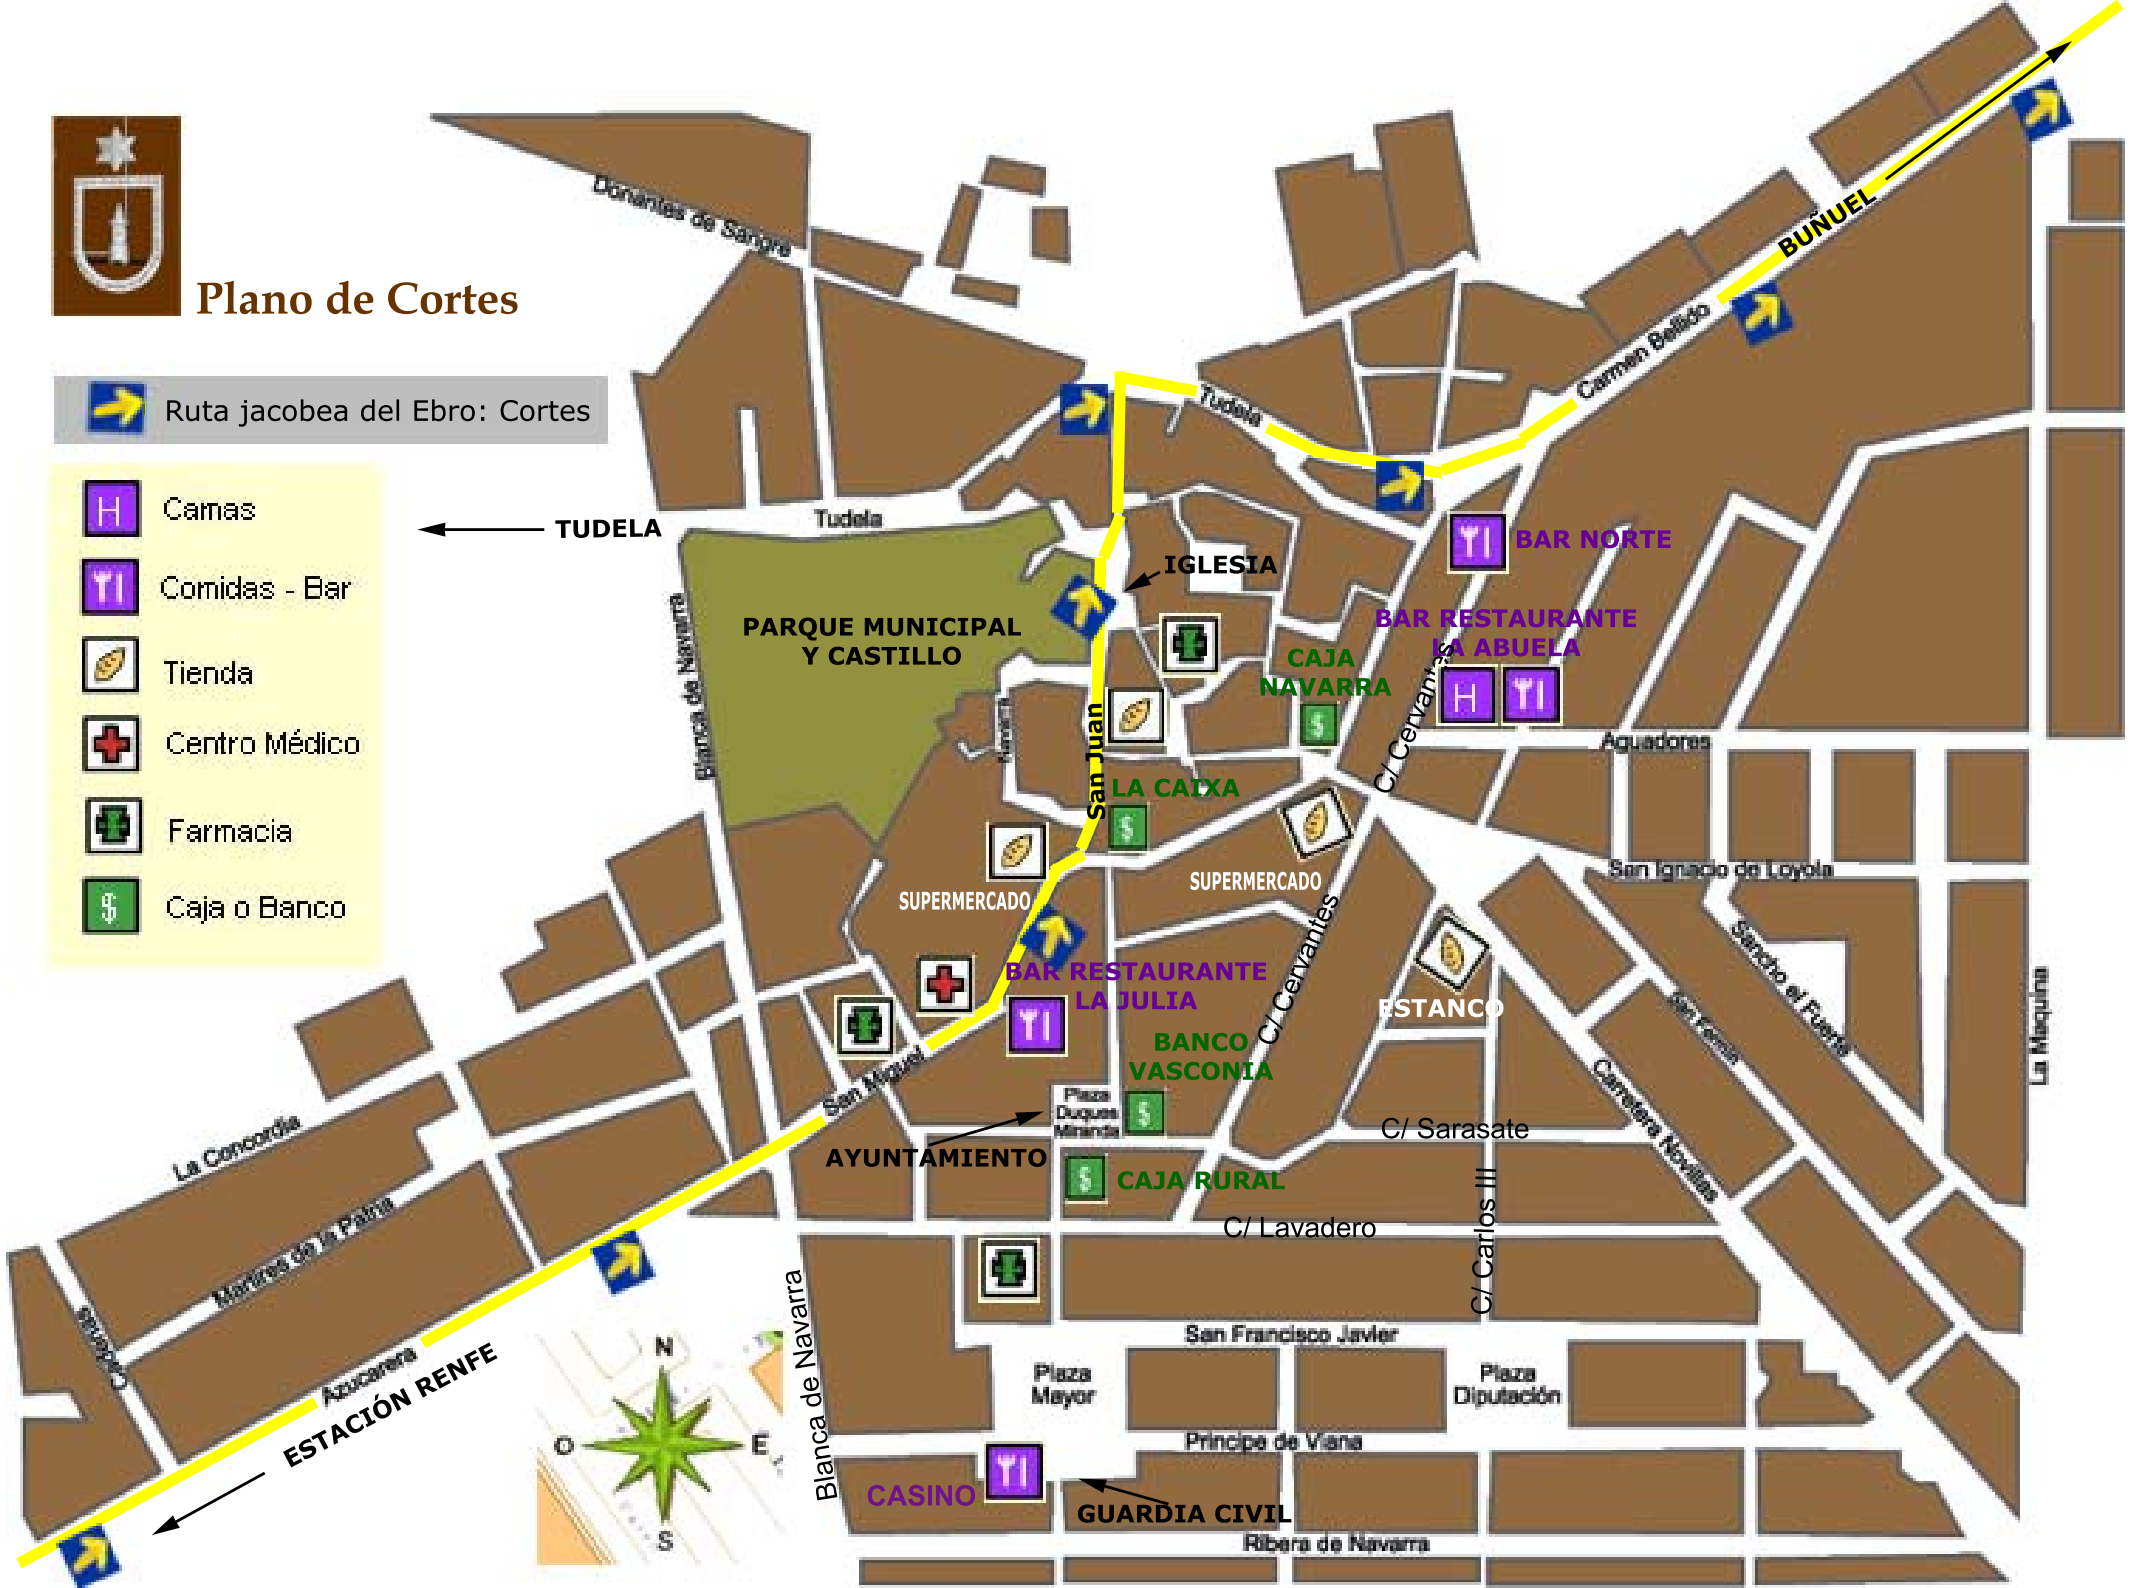 Plano de Cortes
Ruta jacobea del Ebro: Cortes
H Camas
Comidas - Bar
Tienda
Centro Médico
Farmacia
$ Caja o Banco
Donantes de Sangre
BUÑUEL
Carmen Bellido
Tudela
TUDELA
Tudela
BAR NORTE
IGLESIA
PARQUE MUNICIPAL
Y CASTILLO
Blanca de Navarra
BAR RESTAURANTE
LA ABUELA
H
CAJA
NAVARRA
$
C/ Cervantes
Navarra
San Juan
Aguadores
LA CAIXA
$
SUPERMERCADO
SUPERMERCADO
San Ignacio de Loyola
Sancho el Fuerte
San Fermin
La Maquina
C/ Cervantes
ESTANCO
BAR RESTAURANTE
LA JULIA
BANCO
VASCONIA
$
San Miguel
Plaza
Duques
Miranda
AYUNTAMIENTO
$
CAJA RURAL
C/ Sarasate
Carretera Novillas
C/ Lavadero
C/ Carlos III
La Concordia
Martires de la Patria
Cadenas
Azucarera
ESTACIÓN RENFE
N
O
E
S
Blanca de Navarra
San Francisco Javier
Plaza
Mayor
Plaza
Diputación
Principe de Viana
CASINO
GUARDIA CIVIL
Ribera de Navarra